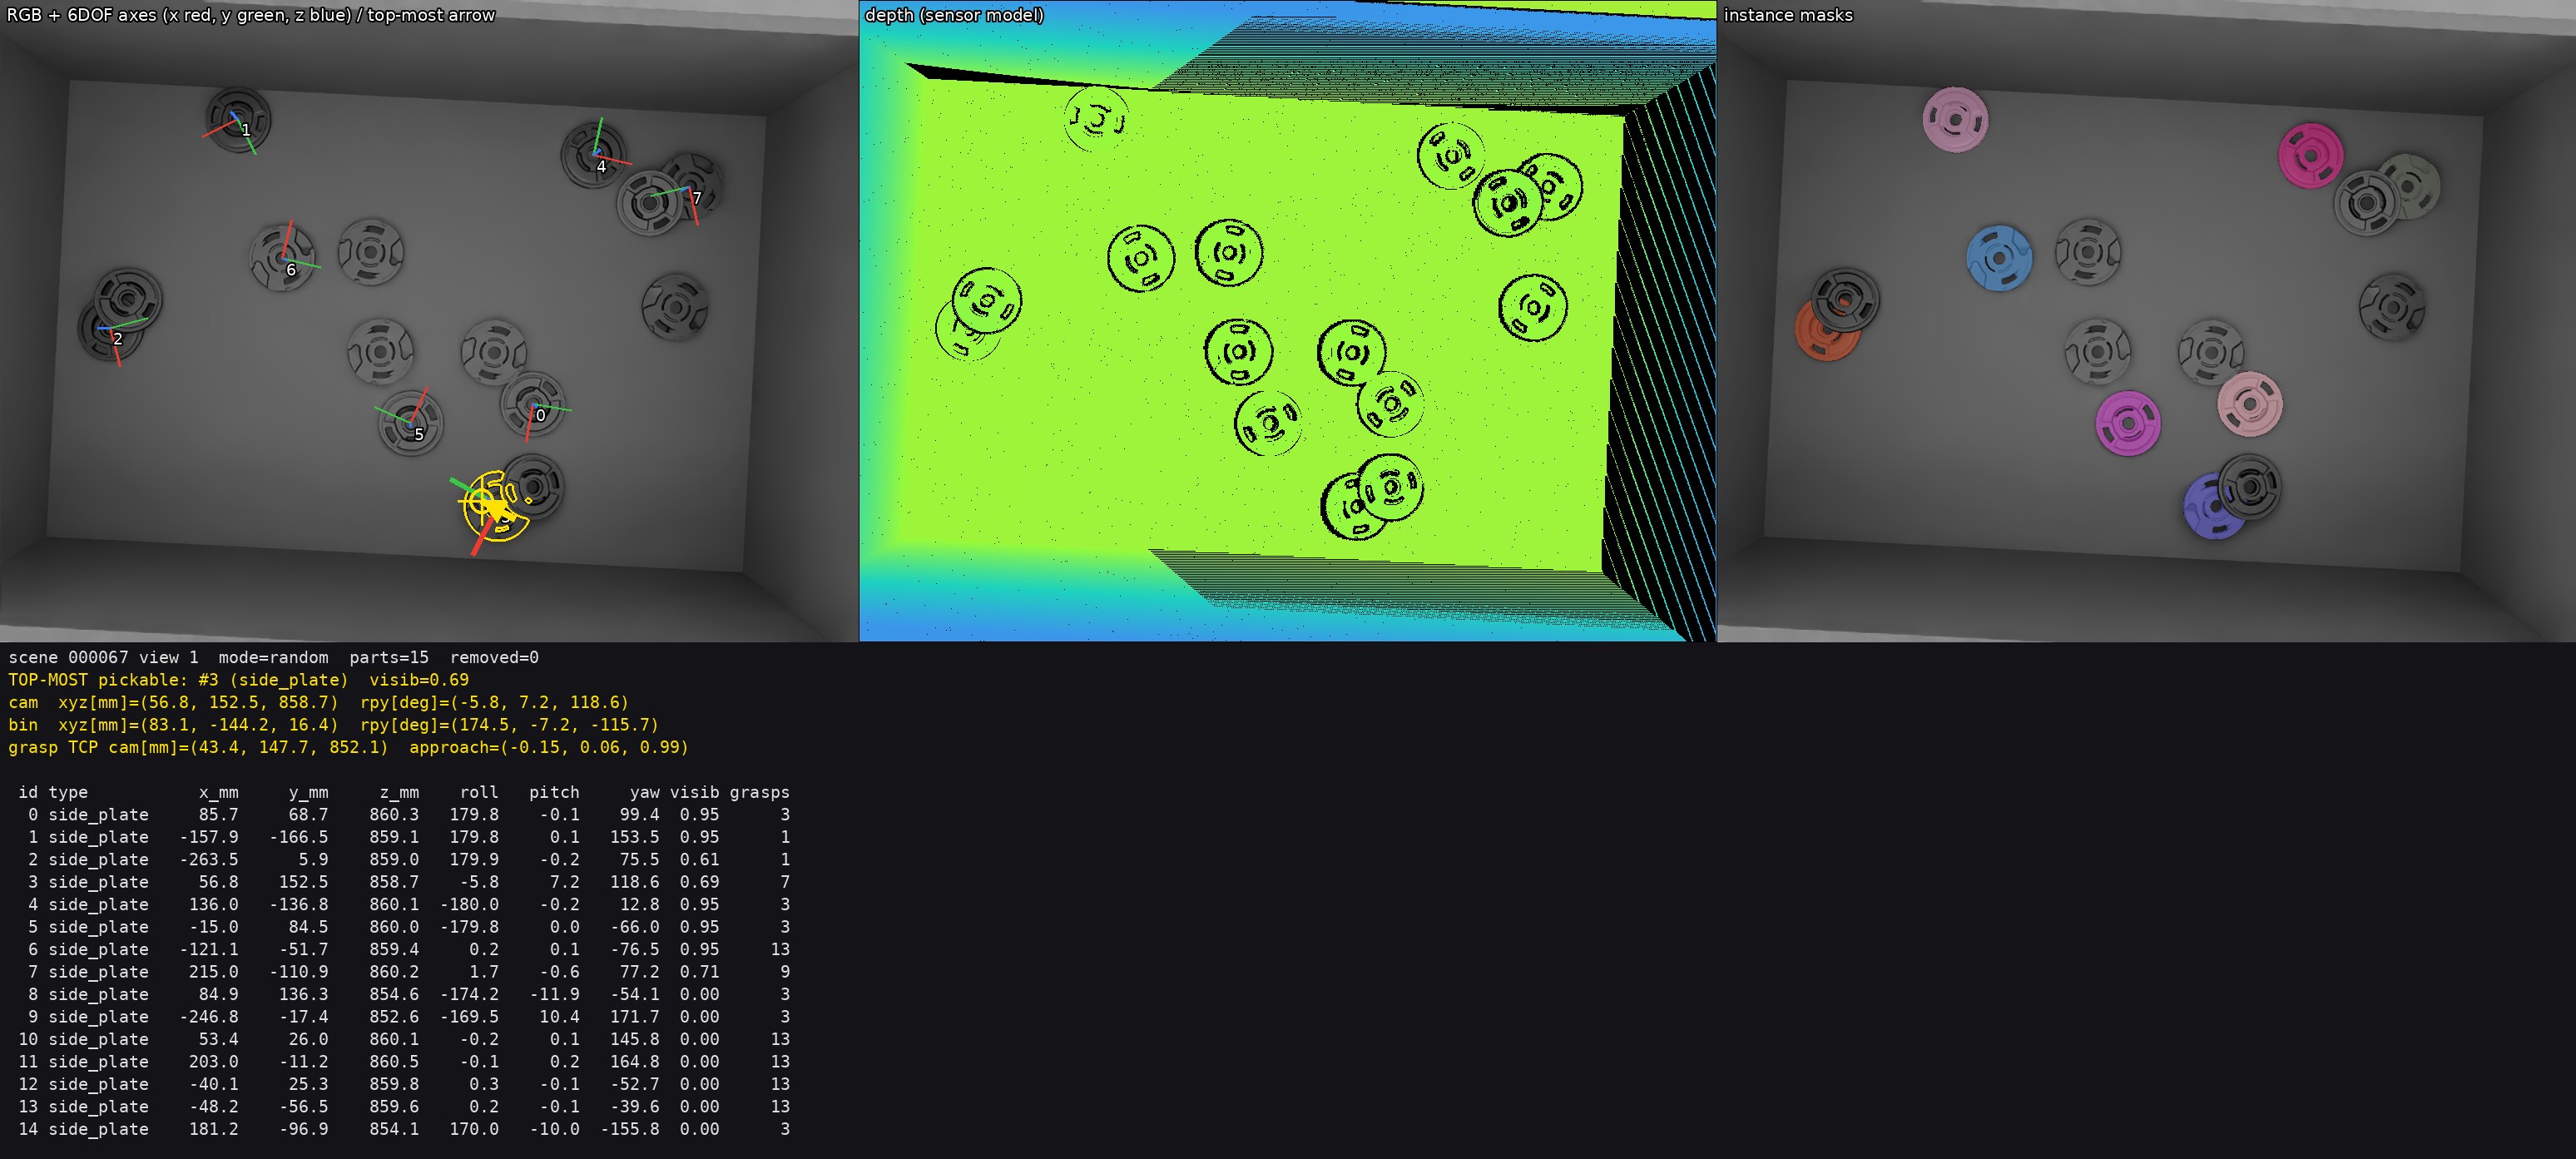 RGB + 6DOF axes (x red, y green, z blue) / top-most arrow
depth (sensor model)
instance masks
1
4
7
6
2
0
5
scene 000067 view 1  mode=random  parts=15  removed=0
TOP-MOST pickable: #3 (side_plate)  visib=0.69
cam  xyz[mm]=(56.8, 152.5, 858.7)  rpy[deg]=(-5.8, 7.2, 118.6)
bin  xyz[mm]=(83.1, -144.2, 16.4)  rpy[deg]=(174.5, -7.2, -115.7)
grasp TCP cam[mm]=(43.4, 147.7, 852.1)  approach=(-0.15, 0.06, 0.99)
id type x_mm y_mm z_mm roll pitch yaw visib grasps
0 side_plate 85.7 68.7 860.3 179.8 -0.1 99.4 0.95 3
1 side_plate -157.9 -166.5 859.1 179.8 0.1 153.5 0.95 1
2 side_plate -263.5 5.9 859.0 179.9 -0.2 75.5 0.61 1
3 side_plate 56.8 152.5 858.7 -5.8 7.2 118.6 0.69 7
4 side_plate 136.0 -136.8 860.1 -180.0 -0.2 12.8 0.95 3
5 side_plate -15.0 84.5 860.0 -179.8 0.0 -66.0 0.95 3
6 side_plate -121.1 -51.7 859.4 0.2 0.1 -76.5 0.95 13
7 side_plate 215.0 -110.9 860.2 1.7 -0.6 77.2 0.71 9
8 side_plate 84.9 136.3 854.6 -174.2 -11.9 -54.1 0.00 3
9 side_plate -246.8 -17.4 852.6 -169.5 10.4 171.7 0.00 3
10 side_plate 53.4 26.0 860.1 -0.2 0.1 145.8 0.00 13
11 side_plate 203.0 -11.2 860.5 -0.1 0.2 164.8 0.00 13
12 side_plate -40.1 25.3 859.8 0.3 -0.1 -52.7 0.00 13
13 side_plate -48.2 -56.5 859.6 0.2 -0.1 -39.6 0.00 13
14 side_plate 181.2 -96.9 854.1 170.0 -10.0 -155.8 0.00 3